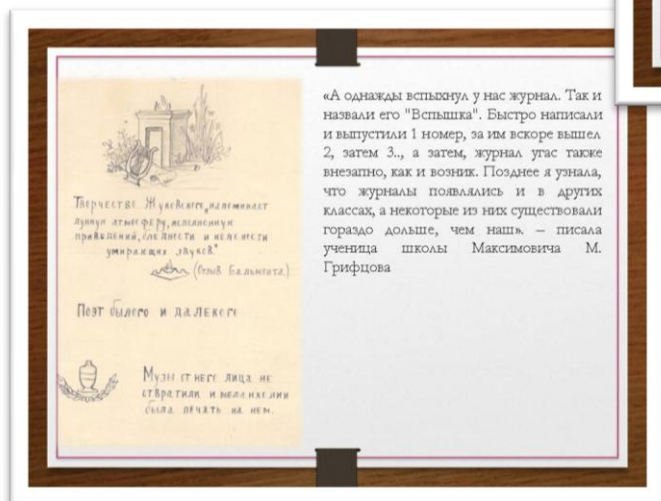 Творчество Жуковского, напоминает
лунную атмосферу, исполненную
привидений, слезности и неясности
умирающих звуков."
(Отзыв Бальмонта)
Поэт былого и далекого
Музы от него лица не
отвратили и меланхолии
была печать на нем.
«А однажды вспыхнул у нас журнал. Так и
назвали его "Вспышка". Быстро написали
и выпустили 1 номер, за им вскоре вышел
2, затем 3.., а затем, журнал угас также
внезапно, как и возник. Позднее я узнала,
что журналы появлялись и в других
классах, а некоторые из них существовали
гораздо дольше, чем наш». – писала
ученица школы Максимовича М.
Грифцова